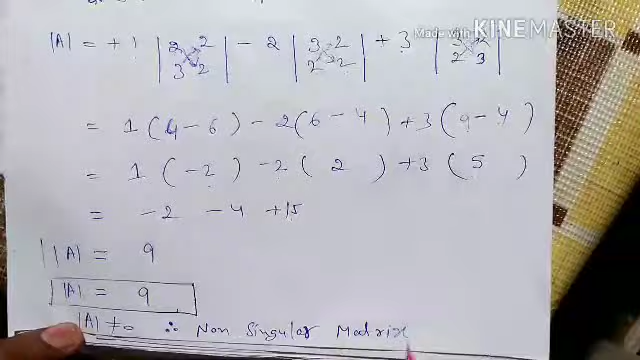 Made with KINEMASTER
|A| = + 1 | 2 2 | - 2 | 3 2 | + 3 | 3 2 |
| 3 2 | | 2 2 | | 2 3 |
= 1 (4 - 6) - 2 (6 - 4) + 3 (9 - 4)
= 1 (-2) - 2 (2) + 3 (5)
= -2 - 4 + 15
|A| = 9
|A| = 9
|A| ≠ 0 ∴ Non Singular Matrix